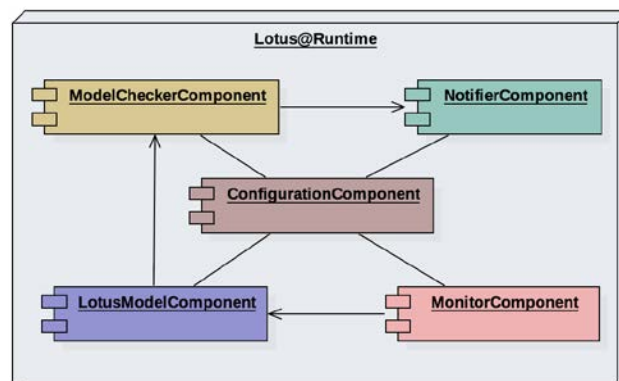 Lotus@Runtime
ModelCheckerComponent
NotifierComponent
ConfigurationComponent
LotusModelComponent
MonitorComponent